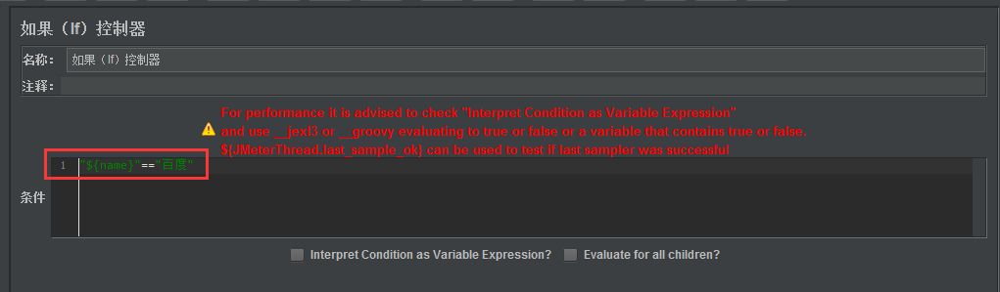 如果（If）控制器
名称： 如果（If）控制器
注释：
For performance it is advised to check "Interpret Condition as Variable Expression"
and use __jexl3 or __groovy evaluating to true or false or a variable that contains true or false.
${JMeterThread.last_sample_ok} can be used to test if last sampler was successful
1 "${name}"=="百度"
条件
Interpret Condition as Variable Expression? Evaluate for all children?